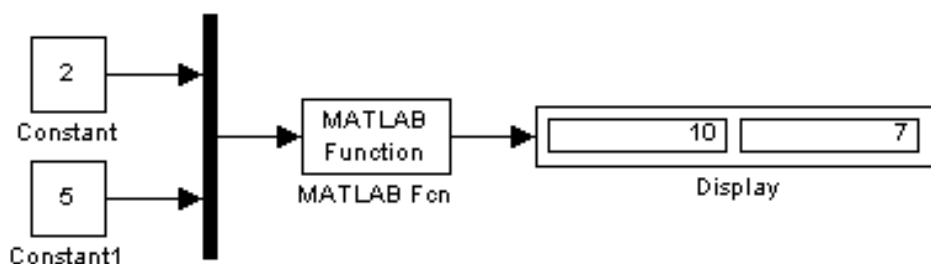 2
Constant
5
Constant1
MATLAB
Function
MATLAB Fcn
10
7
Display